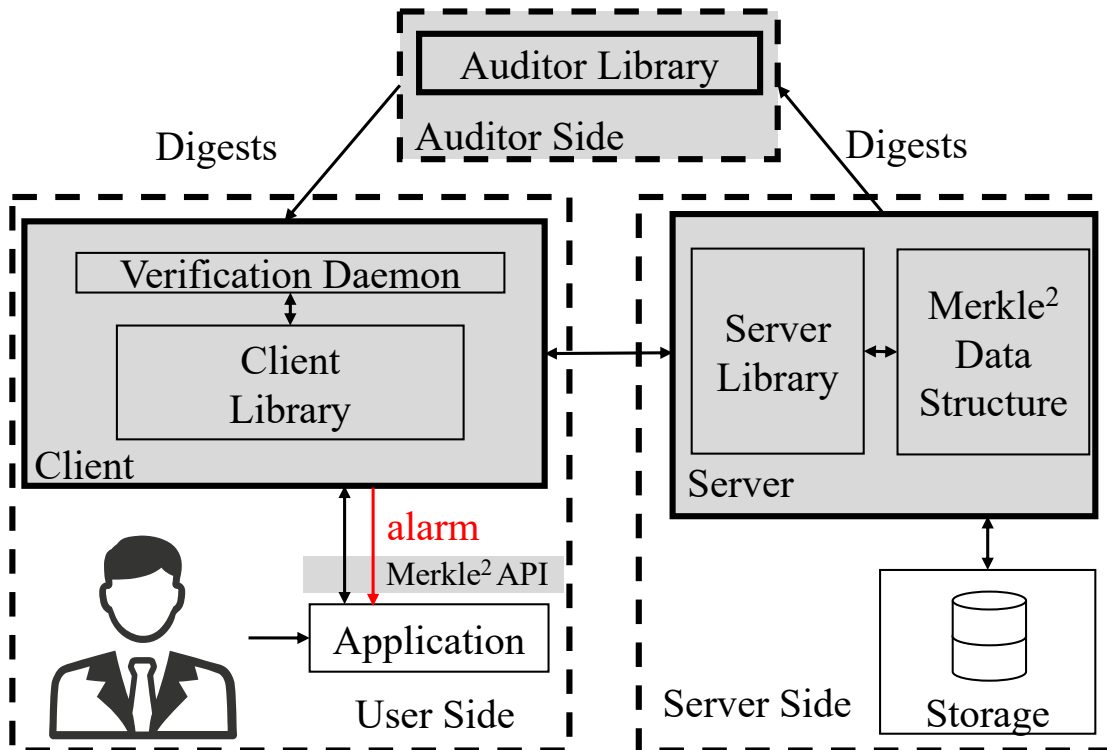 Auditor Library
Auditor Side
Digests
Digests
Verification Daemon
Client
Library
Client
Server
Library
Merkle²
Data
Structure
Server
alarm
Merkle² API
Application
User Side
Server Side
Storage